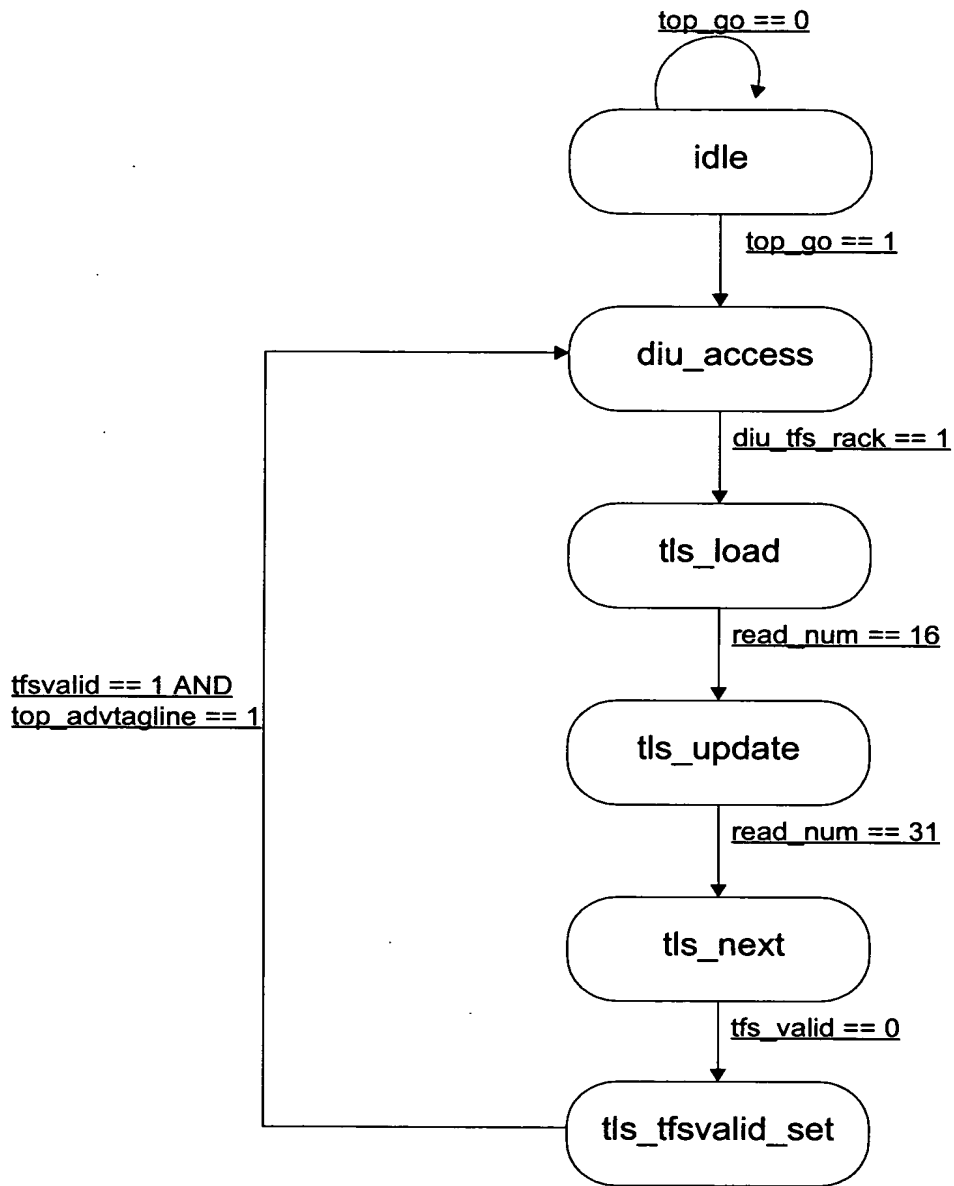 top_go == 0
idle
top_go == 1
diu_access
diu_tfs_rack == 1
tls_load
read_num == 16
tfsvalid == 1 AND
top_advtagline == 1
tls_update
read_num == 31
tls_next
tfs_valid == 0
tls_tfsvalid_set